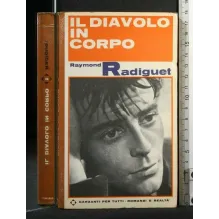 IL DIAVOLO
IN
CORPO
Raymond
Radiguet
GARZANTI PER TUTTI · ROMANZI E REALTÀ
IL DIAVOLO IN CORPO